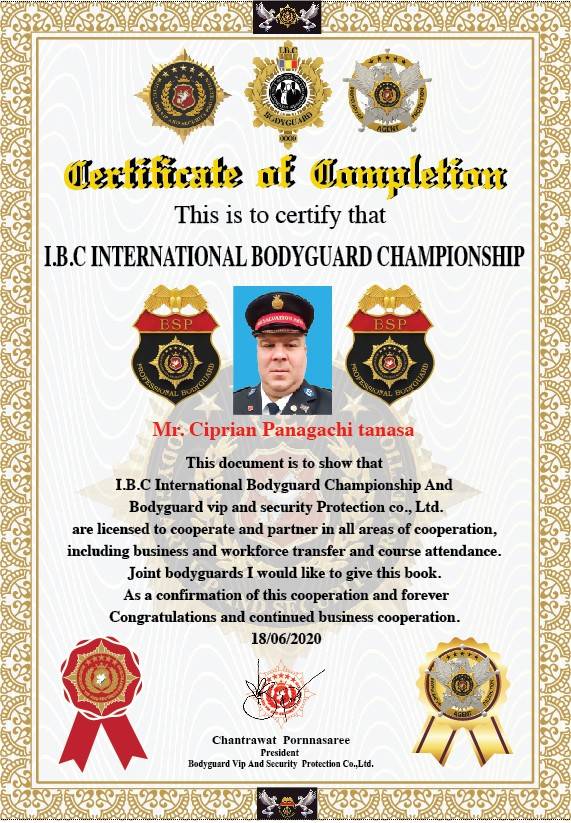 I.B.C
BODYGUARD
0000
AGENT
Certificate of Completion
This is to certify that
I.B.C INTERNATIONAL BODYGUARD CHAMPIONSHIP
BSP
PROFESSIONAL BODYGUARD
BSP
PROFESSIONAL BODYGUARD
Mr. Ciprian Panagachi tanasa
This document is to show that
I.B.C International Bodyguard Championship And
Bodyguard vip and security Protection co., Ltd.
are licensed to cooperate and partner in all areas of cooperation,
including business and workforce transfer and course attendance.
Joint bodyguards I would like to give this book.
As a confirmation of this cooperation and forever
Congratulations and continued business cooperation.
18/06/2020
AGENT
Chantrawat Pornnasaree
President
Bodyguard Vip And Security Protection Co.,Ltd.